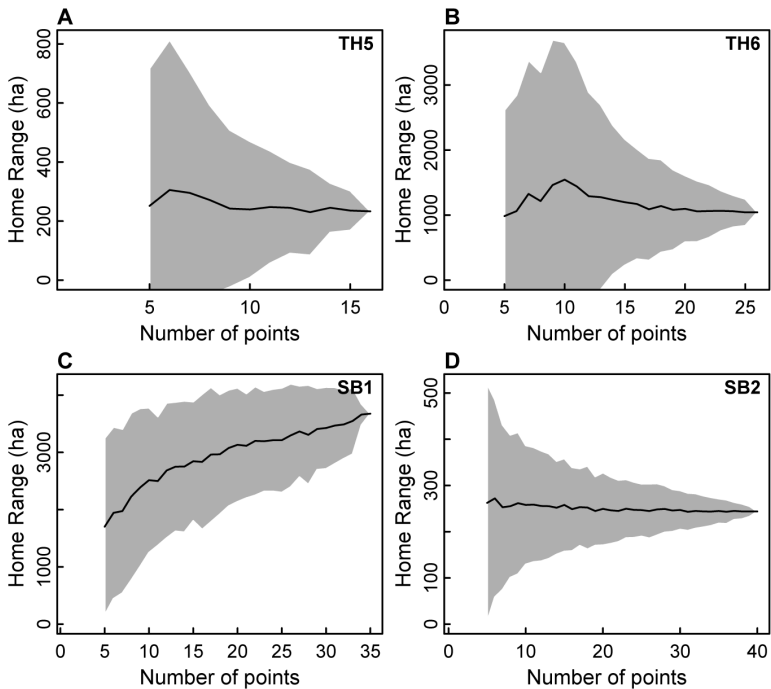 A
TH5
Home Range (ha)
0 200 400 600 800
5 10 15
Number of points
B
TH6
Home Range (ha)
0 1000 2000 3000
0 5 10 15 20 25
Number of points
C
SB1
Home Range (ha)
0 1000 3000
0 5 10 15 20 25 30 35
Number of points
D
SB2
Home Range (ha)
0 100 300 500
0 10 20 30 40
Number of points